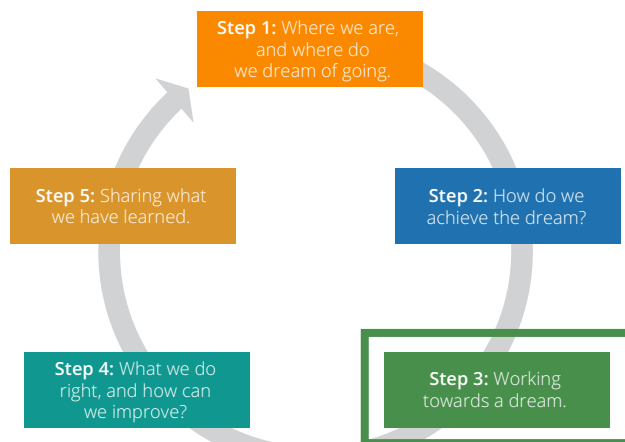 Step 1: Where we are,
and where do
we dream of going.
Step 2: How do we
achieve the dream?
Step 3: Working
towards a dream.
Step 4: What we do
right, and how can
we improve?
Step 5: Sharing what
we have learned.